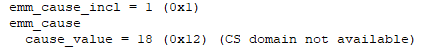 emm_cause_incl = 1 (0x1)
emm_cause
  cause_value = 18 (0x12) (CS domain not available)